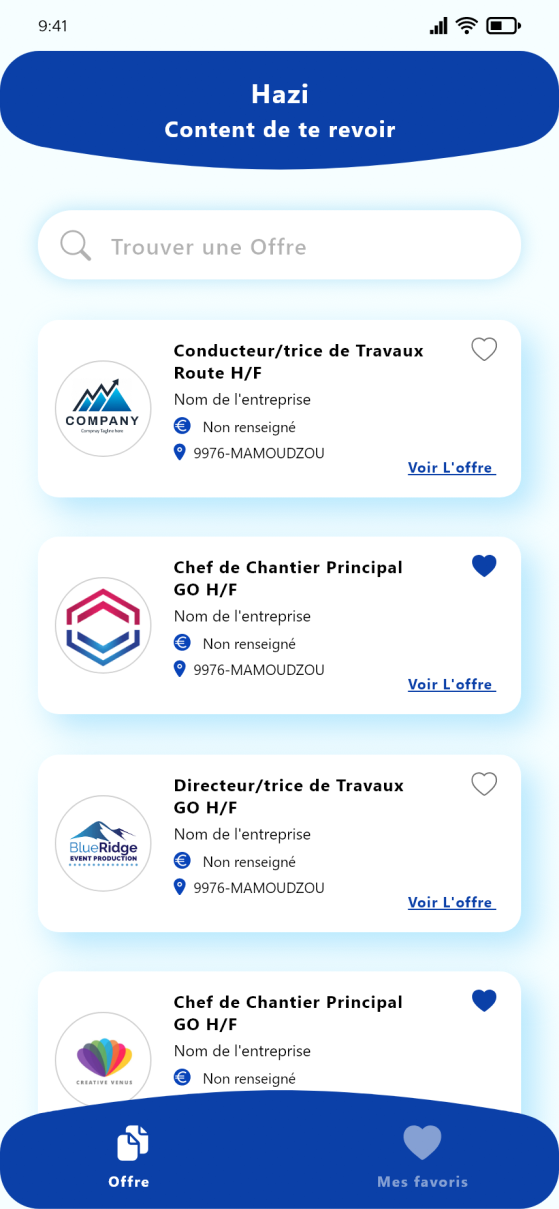 9:41
Hazi
Content de te revoir
Trouver une Offre
Conducteur/trice de Travaux
Route H/F
Nom de l'entreprise
Non renseigné
9976-MAMOUDZOU
Voir L'offre
COMPANY
Company Tagline here
Chef de Chantier Principal
GO H/F
Nom de l'entreprise
Non renseigné
9976-MAMOUDZOU
Voir L'offre
Directeur/trice de Travaux
GO H/F
Nom de l'entreprise
Non renseigné
9976-MAMOUDZOU
Voir L'offre
BlueRidge
EVENT PRODUCTION
Chef de Chantier Principal
GO H/F
Nom de l'entreprise
Non renseigné
CREATIVE VENUS
Offre
Mes favoris